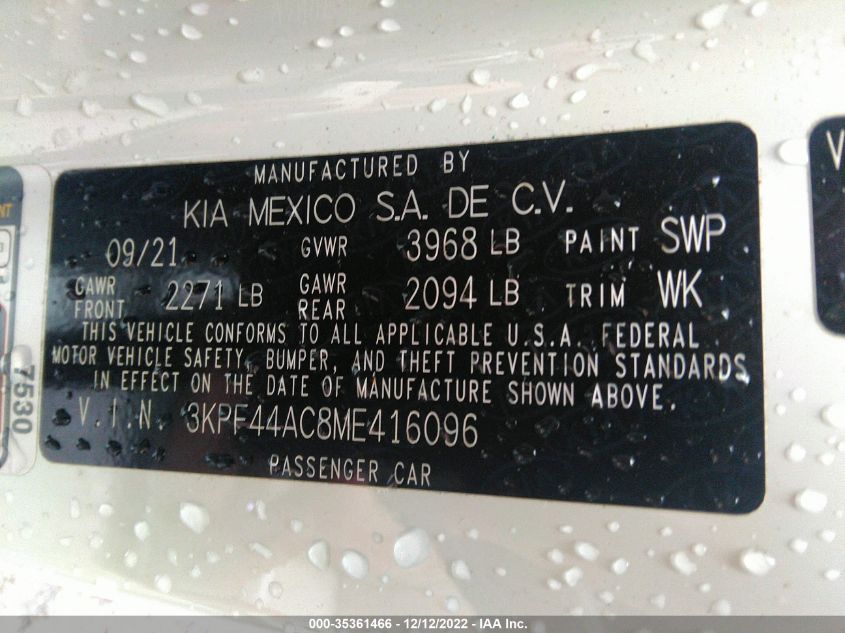 MANUFACTURED BY
KIA MEXICO S.A. DE C.V.
09/21 GVWR 3968 LB PAINT SWP
GAWR FRONT 2271 LB GAWR REAR 2094 LB TRIM WK
THIS VEHICLE CONFORMS TO ALL APPLICABLE U.S.A. FEDERAL
MOTOR VEHICLE SAFETY, BUMPER, AND THEFT PREVENTION STANDARDS
IN EFFECT ON THE DATE OF MANUFACTURE SHOWN ABOVE.
V.I.N. 3KPF44AC8ME416096
PASSENGER CAR
7530
000-35361466 - 12/12/2022 - IAA Inc.